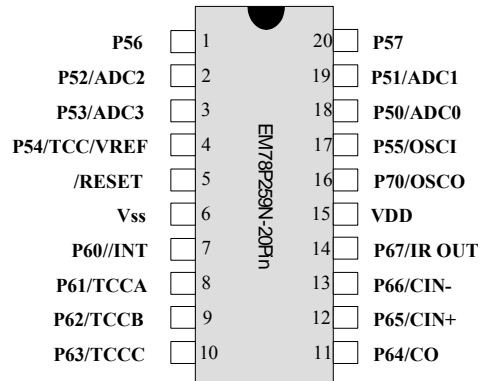 P56 1 20 P57
P52/ADC2 2 19 P51/ADC1
P53/ADC3 3 18 P50/ADC0
P54/TCC/VREF 4 17 P55/OSCI
/RESET 5 16 P70/OSCO
Vss 6 15 VDD
P60//INT 7 14 P67/IR OUT
P61/TCCA 8 13 P66/CIN-
P62/TCCB 9 12 P65/CIN+
P63/TCCC 10 11 P64/CO
EM78P259N-20Pin